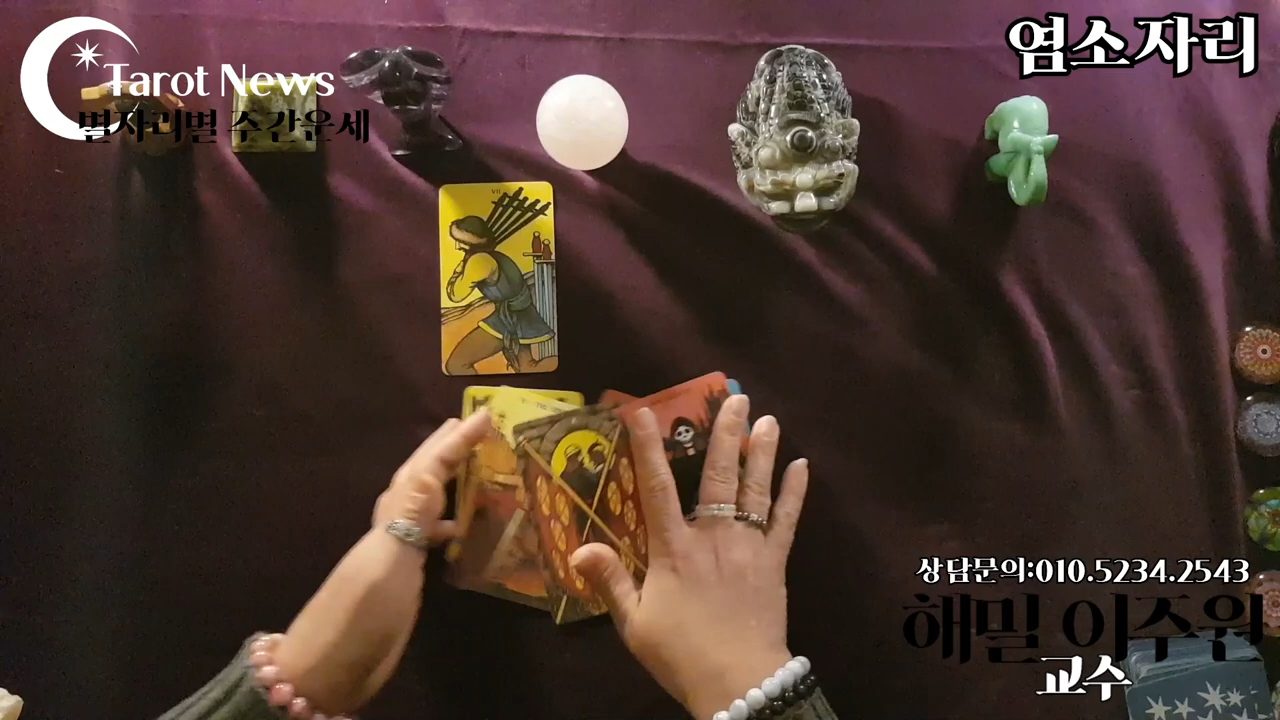 Tarot News
별자리별 주간운세
염소자리
VII
상담문의:010.5234.2543
해밀 이주원
교수